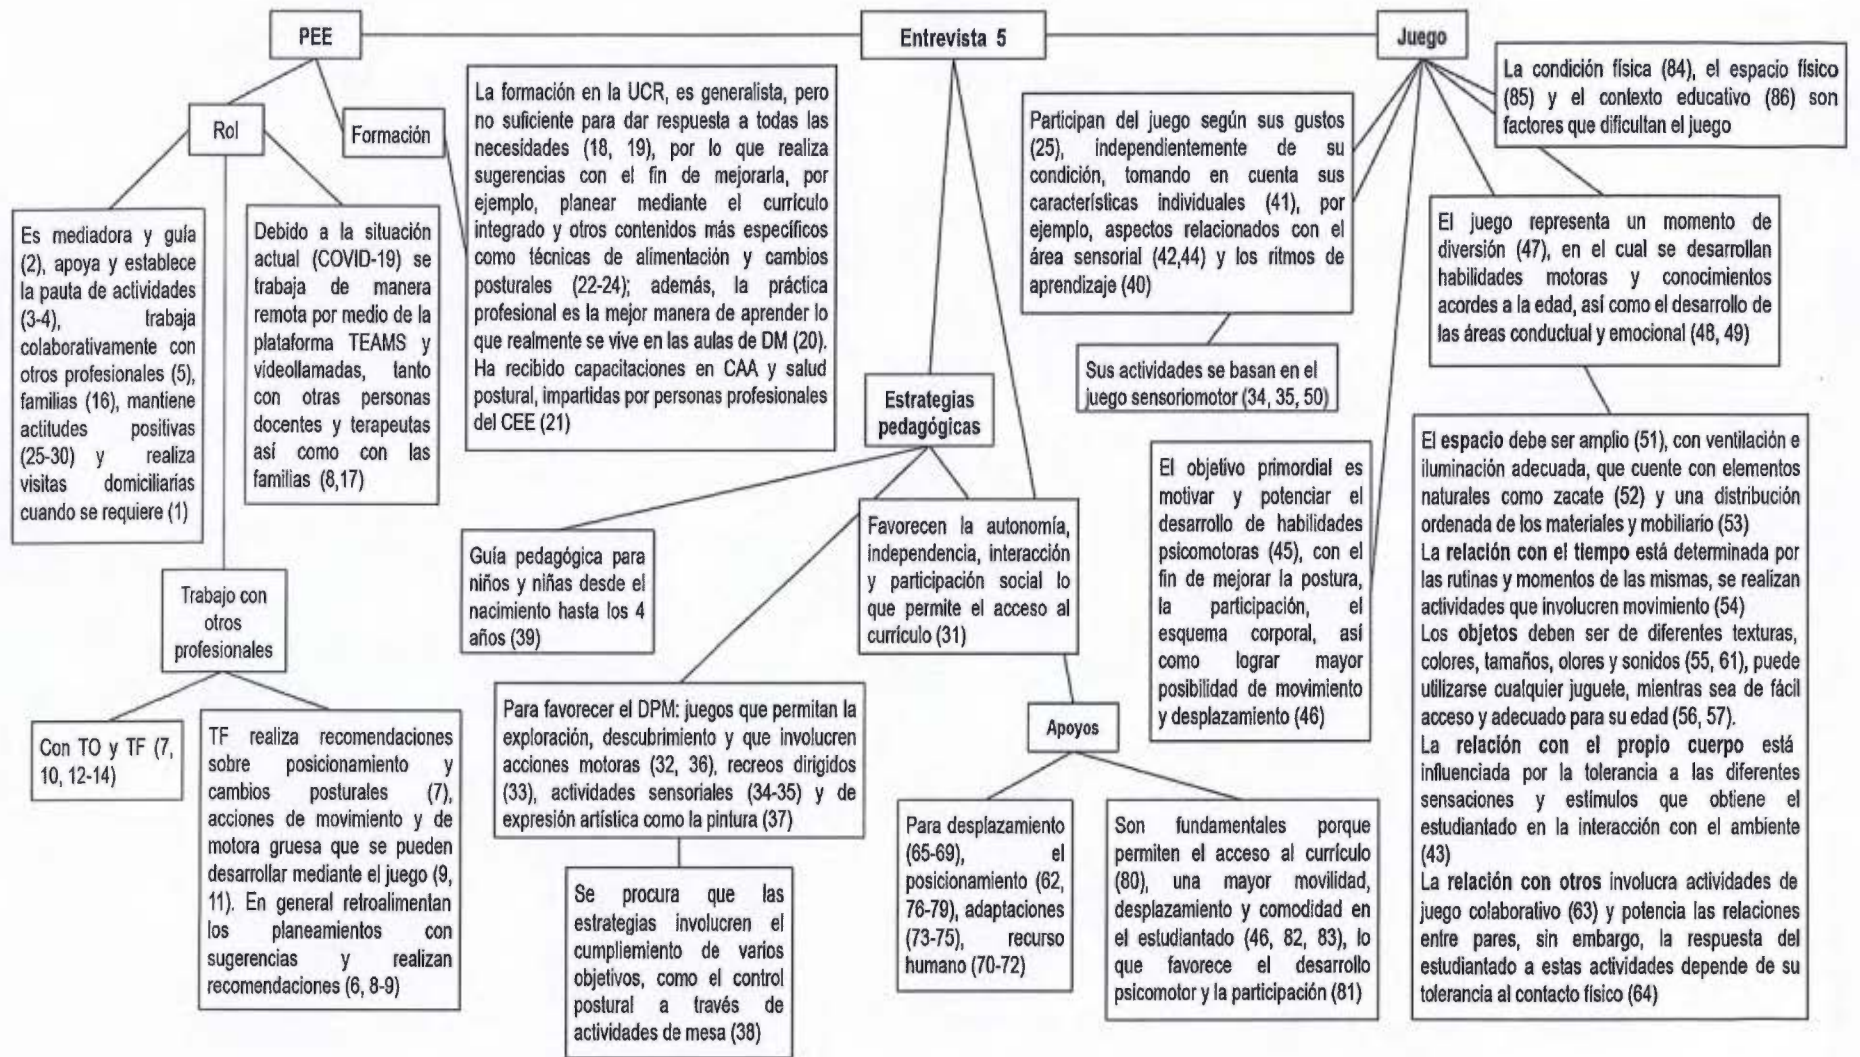 PEE
Entrevista 5
Juego
Rol
Formación
La formación en la UCR, es generalista, pero
no suficiente para dar respuesta a todas las
necesidades (18, 19), por lo que realiza
sugerencias con el fin de mejorarla, por
ejemplo, planear mediante el currículo
integrado y otros contenidos más específicos
como técnicas de alimentación y cambios
posturales (22-24); además, la práctica
profesional es la mejor manera de aprender lo
que realmente se vive en las aulas de DM (20).
Ha recibido capacitaciones en CAA y salud
postural, impartidas por personas profesionales
del CEE (21)
Participan del juego según sus gustos
(25), independientemente de su
condición, tomando en cuenta sus
características individuales (41), por
ejemplo, aspectos relacionados con el
área sensorial (42,44) y los ritmos de
aprendizaje (40)
La condición física (84), el espacio físico
(85) y el contexto educativo (86) son
factores que dificultan el juego
Es mediadora y guía
(2), apoya y establece
la pauta de actividades
(3-4), trabaja
colaborativamente con
otros profesionales (5),
familias (16), mantiene
actitudes positivas
(25-30) y realiza
visitas domiciliarias
cuando se requiere (1)
Debido a la situación
actual (COVID-19) se
trabaja de manera
remota por medio de la
plataforma TEAMS y
videollamadas, tanto
con otras personas
docentes y terapeutas
así como con las
familias (8,17)
El juego representa un momento de
diversión (47), en el cual se desarrollan
habilidades motoras y conocimientos
acordes a la edad, así como el desarrollo de
las áreas conductual y emocional (48, 49)
Sus actividades se basan en el
juego sensoriomotor (34, 35, 50)
Estrategias
pedagógicas
El objetivo primordial es
motivar y potenciar el
desarrollo de habilidades
psicomotoras (45), con el
fin de mejorar la postura,
la participación, el
esquema corporal, así
como lograr mayor
posibilidad de movimiento
y desplazamiento (46)
El espacio debe ser amplio (51), con ventilación e
iluminación adecuada, que cuente con elementos
naturales como zacate (52) y una distribución
ordenada de los materiales y mobiliario (53)
La relación con el tiempo está determinada por
las rutinas y momentos de las mismas, se realizan
actividades que involucren movimiento (54)
Los objetos deben ser de diferentes texturas,
colores, tamaños, olores y sonidos (55, 61), puede
utilizarse cualquier juguete, mientras sea de fácil
acceso y adecuado para su edad (56, 57).
La relación con el propio cuerpo está
influenciada por la tolerancia a las diferentes
sensaciones y estímulos que obtiene el
estudiantado en la interacción con el ambiente
(43)
La relación con otros involucra actividades de
juego colaborativo (63) y potencia las relaciones
entre pares, sin embargo, la respuesta del
estudiantado a estas actividades depende de su
tolerancia al contacto físico (64)
Guía pedagógica para
niños y niñas desde el
nacimiento hasta los 4
años (39)
Favorecen la autonomía,
independencia, interacción
y participación social lo
que permite el acceso al
currículo (31)
Trabajo con
otros
profesionales
Con TO y TF (7,
10, 12-14)
TF realiza recomendaciones
sobre posicionamiento y
cambios posturales (7),
acciones de movimiento y de
motora gruesa que se pueden
desarrollar mediante el juego (9,
11). En general retroalimentan
los planeamientos con
sugerencias y realizan
recomendaciones (6, 8-9)
Para favorecer el DPM: juegos que permitan la
exploración, descubrimiento y que involucren
acciones motoras (32, 36), recreos dirigidos
(33), actividades sensoriales (34-35) y de
expresión artística como la pintura (37)
Apoyos
Se procura que las
estrategias involucren el
cumpliemiento de varios
objetivos, como el control
postural a través de
actividades de mesa (38)
Para desplazamiento
(65-69), el
posicionamiento (62,
76-79), adaptaciones
(73-75), recurso
humano (70-72)
Son fundamentales porque
permiten el acceso al currículo
(80), una mayor movilidad,
desplazamiento y comodidad en
el estudiantado (46, 82, 83), lo
que favorece el desarrollo
psicomotor y la participación (81)